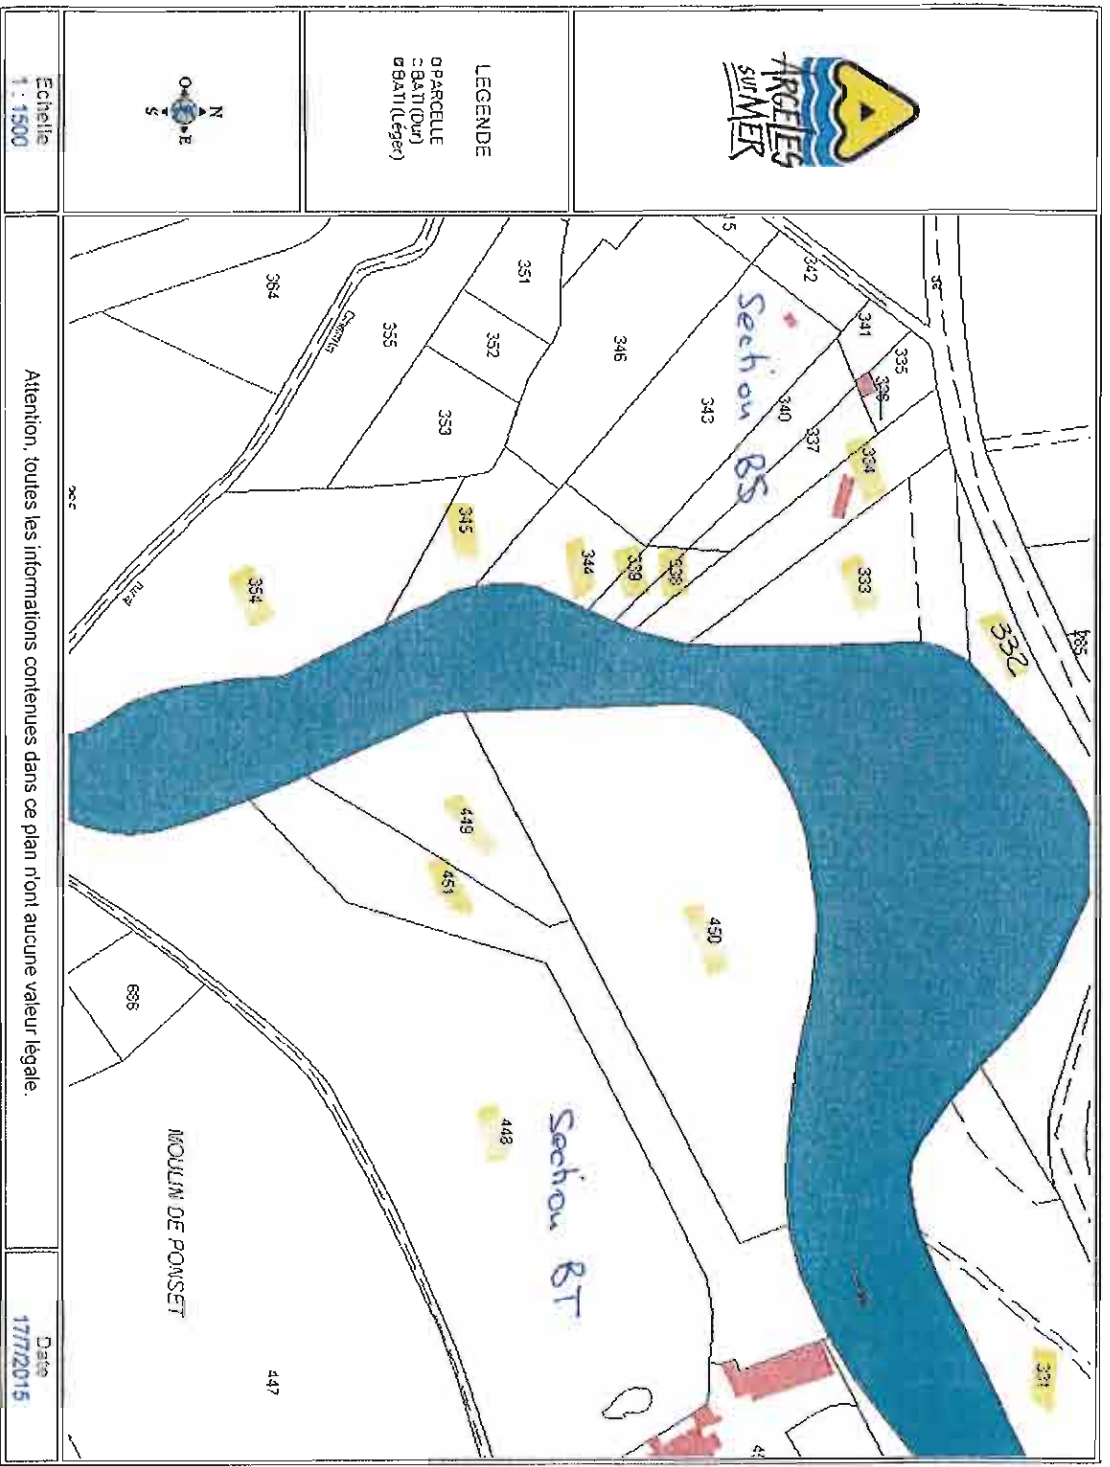 ARGELES
SUR MER
LEGENDE
PARCELLE
BATI (Dur)
BATI (Léger)
N
O
E
S
Echelle
1 : 1500
Attention, toutes les informations contenues dans ce plan n'ont aucune valeur légale.
Date
17/7/2015
332
331
342
341
335
336
334
333
15
340
337
343
Section BS
346
338
339
344
351
352
353
345
355
364
Chemin
rural
354
450
449
451
448
Section BT
686
MOULIN DE PONSET
447